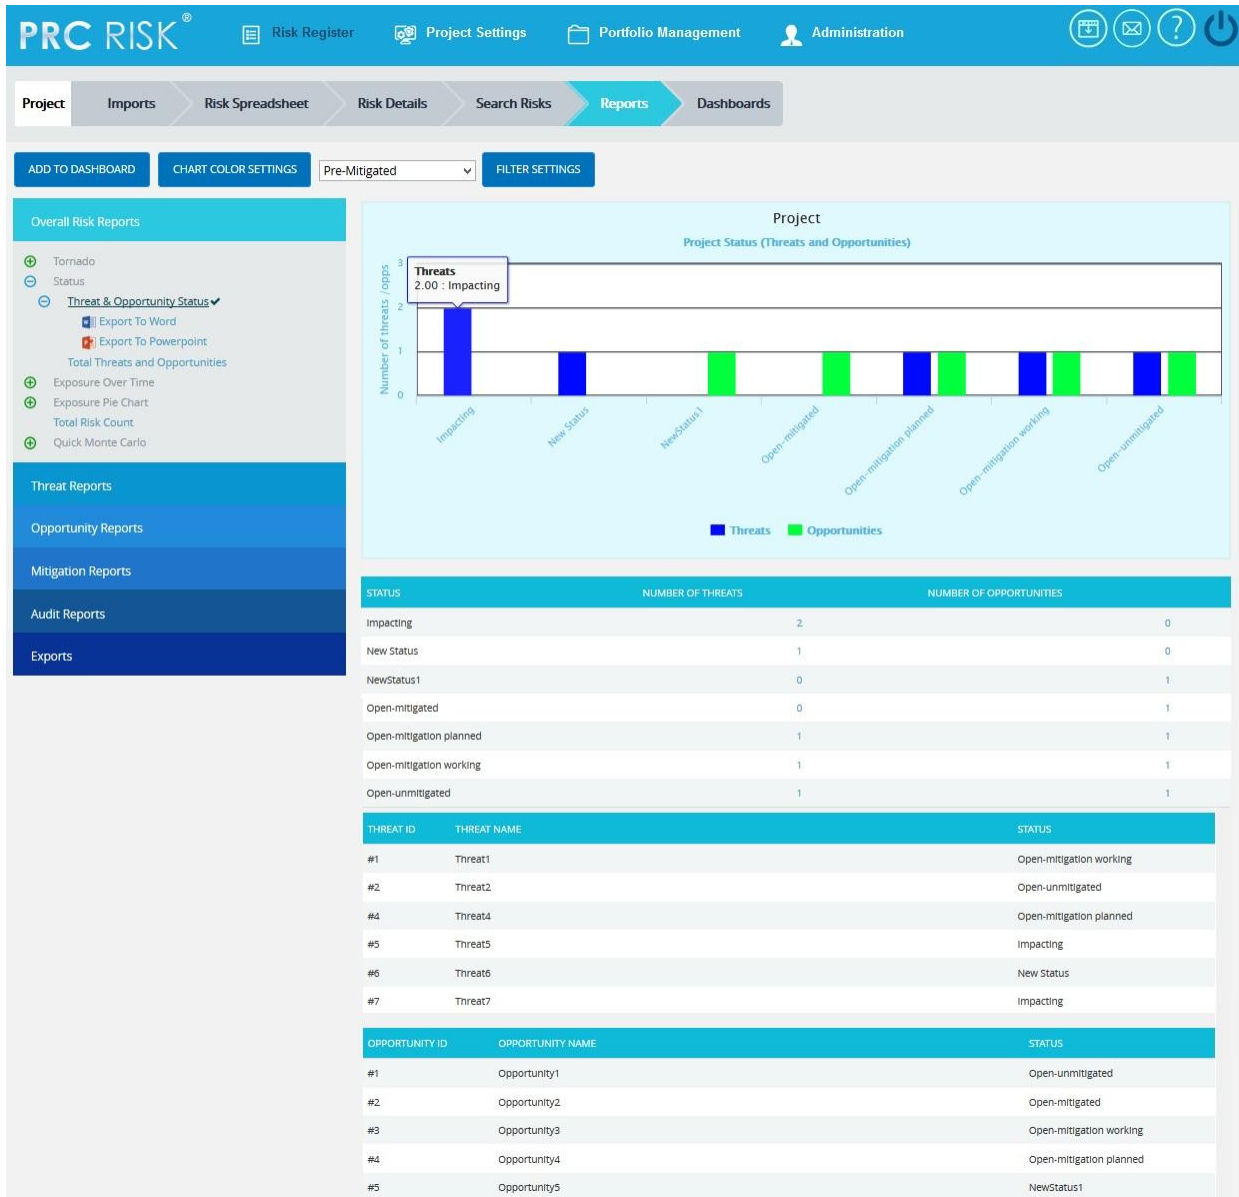 PRC RISK®
Risk Register
Project Settings
Portfolio Management
Administration
?
Project
Imports
Risk Spreadsheet
Risk Details
Search Risks
Reports
Dashboards
ADD TO DASHBOARD
CHART COLOR SETTINGS
Pre-Mitigated
FILTER SETTINGS
Overall Risk Reports
Tornado
Status
Threat & Opportunity Status
Export To Word
Export To Powerpoint
Total Threats and Opportunities
Exposure Over Time
Exposure Pie Chart
Total Risk Count
Quick Monte Carlo
Threat Reports
Opportunity Reports
Mitigation Reports
Audit Reports
Exports
Project
Project Status (Threats and Opportunities)
Number of threats /opps
3
2
1
0
Threats
2.00 : Impacting
Impacting
New Status
NewStatus1
Open-mitigated
Open-mitigation planned
Open-mitigation working
Open-unmitigated
Threats
Opportunities
STATUS NUMBER OF THREATS NUMBER OF OPPORTUNITIES
Impacting 2 0
New Status 1 0
NewStatus1 0 1
Open-mitigated 0 1
Open-mitigation planned 1 1
Open-mitigation working 1 1
Open-unmitigated 1 1
THREAT ID THREAT NAME STATUS
#1 Threat1 Open-mitigation working
#2 Threat2 Open-unmitigated
#4 Threat4 Open-mitigation planned
#5 Threat5 Impacting
#6 Threat6 New Status
#7 Threat7 Impacting
OPPORTUNITY ID OPPORTUNITY NAME STATUS
#1 Opportunity1 Open-unmitigated
#2 Opportunity2 Open-mitigated
#3 Opportunity3 Open-mitigation working
#4 Opportunity4 Open-mitigation planned
#5 Opportunity5 NewStatus1